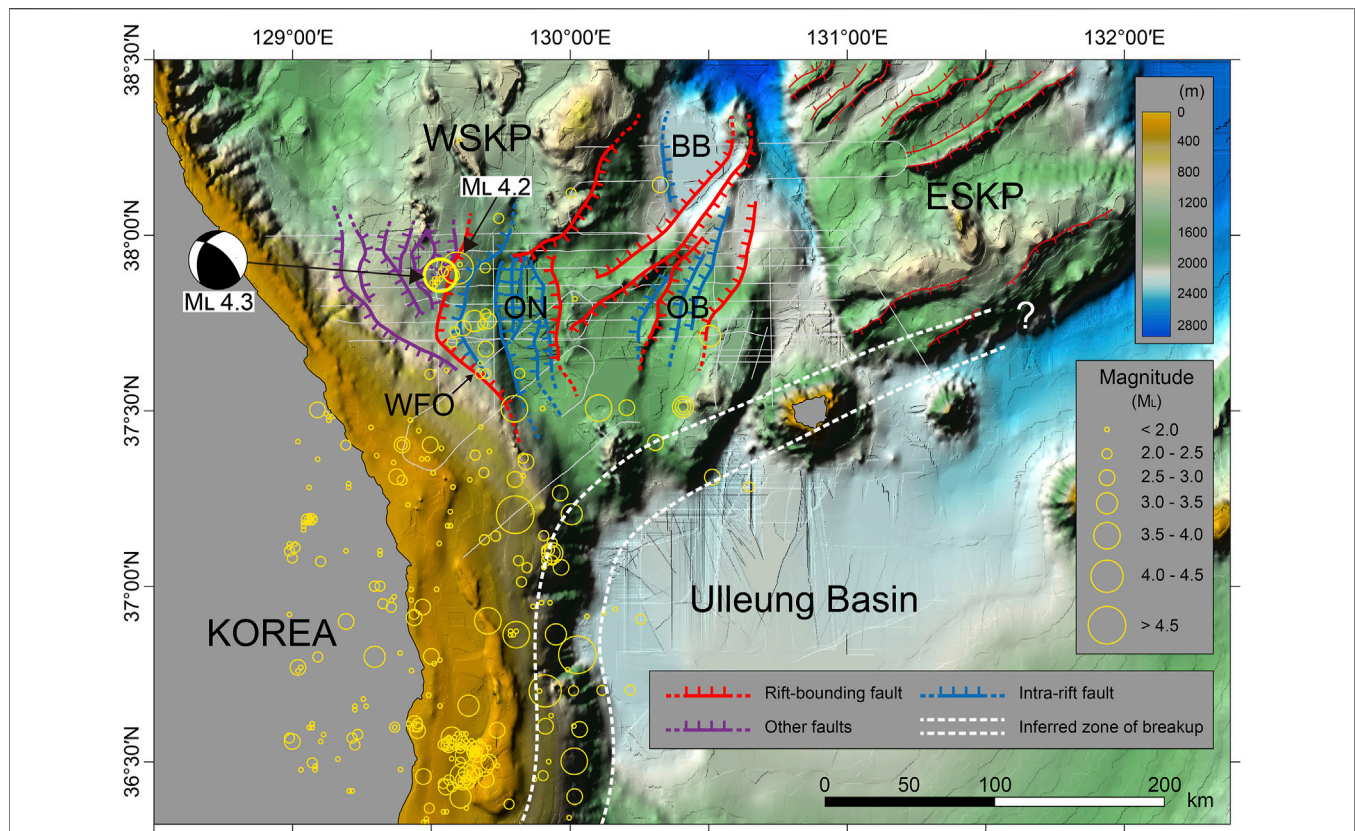 129°00′E 130°00′E 131°00′E 132°00′E
38°30′N
38°00′N
37°30′N
37°00′N
36°30′N
WSKP
BB
ML 4.2
ESKP
ML 4.3
ON
OB
WFO
?
KOREA
Ulleung Basin
(m)
0
400
800
1200
1600
2000
2400
2800
Magnitude
(ML)
< 2.0
2.0 - 2.5
2.5 - 3.0
3.0 - 3.5
3.5 - 4.0
4.0 - 4.5
> 4.5
Rift-bounding fault Intra-rift fault
Other faults Inferred zone of breakup
0 50 100 200
km